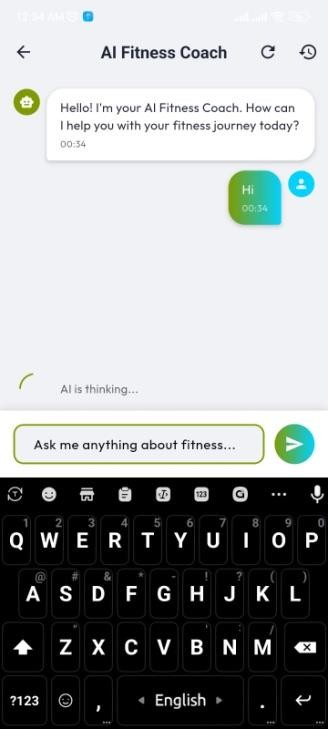 12:34 AM
AI Fitness Coach
Hello! I'm your AI Fitness Coach. How can
I help you with your fitness journey today?
00:34
Hi
00:34
AI is thinking...
Ask me anything about fitness...
123
1 2 3 4 5 6 7 8 9 0
Q W E R T Y U I O P
@ # & * - ! ? ( )
A S D F G H J K L
Z X C V B N M
?123 , English .